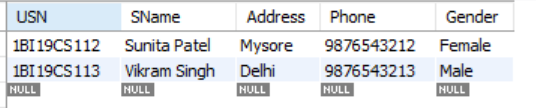 USN SName Address Phone Gender
1BI19CS112 Sunita Patel Mysore 9876543212 Female
1BI19CS113 Vikram Singh Delhi 9876543213 Male
NULL NULL NULL NULL NULL